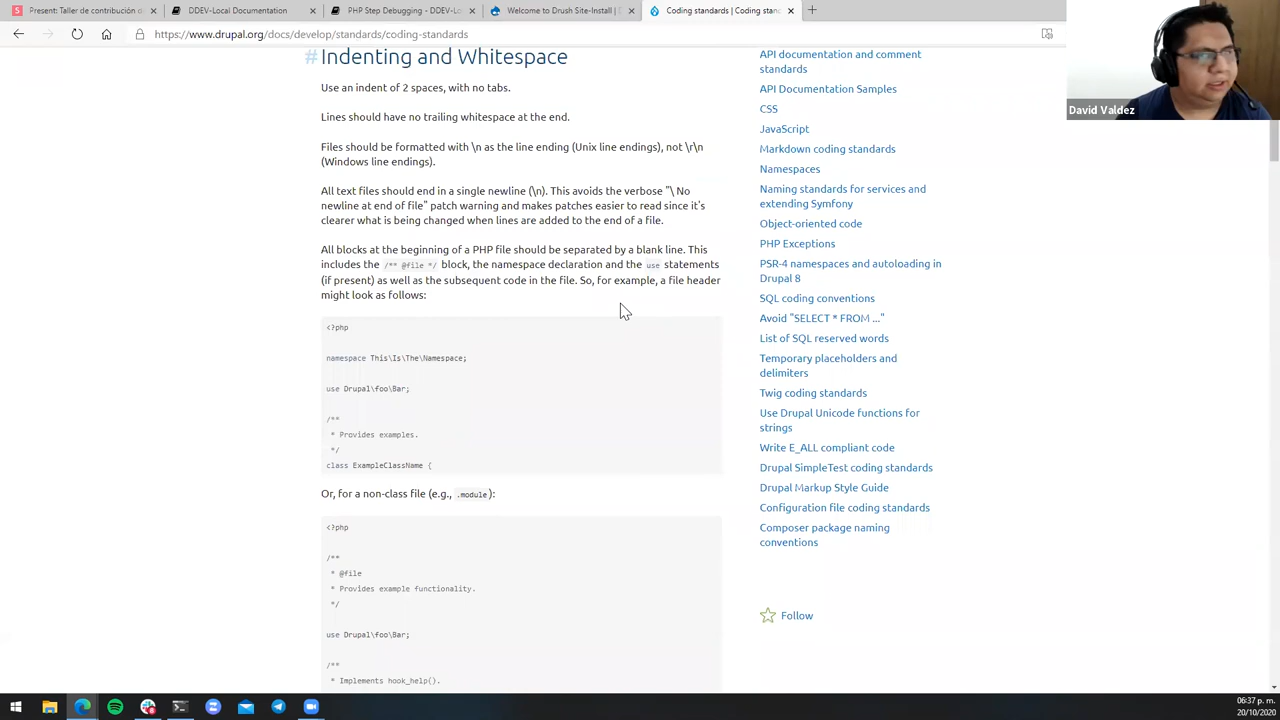 Present: Taller de contribución d
DDEV-Local Documentation
PHP Step Debugging - DDEV-Lo
Welcome to Drush Site-Install |
Coding standards | Coding stan
https://www.drupal.org/docs/develop/standards/coding-standards
David Valdez
#Indenting and Whitespace
Use an indent of 2 spaces, with no tabs.
Lines should have no trailing whitespace at the end.
Files should be formatted with \n as the line ending (Unix line endings), not \r\n
(Windows line endings).
All text files should end in a single newline (\n). This avoids the verbose "\ No
newline at end of file" patch warning and makes patches easier to read since it's
clearer what is being changed when lines are added to the end of a file.
All blocks at the beginning of a PHP file should be separated by a blank line. This
includes the /** @file */ block, the namespace declaration and the use statements
(if present) as well as the subsequent code in the file. So, for example, a file header
might look as follows:
<?php
namespace This\Is\The\Namespace;
use Drupal\foo\Bar;
/**
* Provides examples.
*/
class ExampleClassName {
Or, for a non-class file (e.g., .module):
<?php
/**
* @file
* Provides example functionality.
*/
use Drupal\foo\Bar;
/**
* Implements hook_help().
API documentation and comment
standards
API Documentation Samples
CSS
JavaScript
Markdown coding standards
Namespaces
Naming standards for services and
extending Symfony
Object-oriented code
PHP Exceptions
PSR-4 namespaces and autoloading in
Drupal 8
SQL coding conventions
Avoid "SELECT * FROM ..."
List of SQL reserved words
Temporary placeholders and
delimiters
Twig coding standards
Use Drupal Unicode functions for
strings
Write E_ALL compliant code
Drupal SimpleTest coding standards
Drupal Markup Style Guide
Configuration file coding standards
Composer package naming
conventions
Follow
06:37 p. m.
20/10/2020